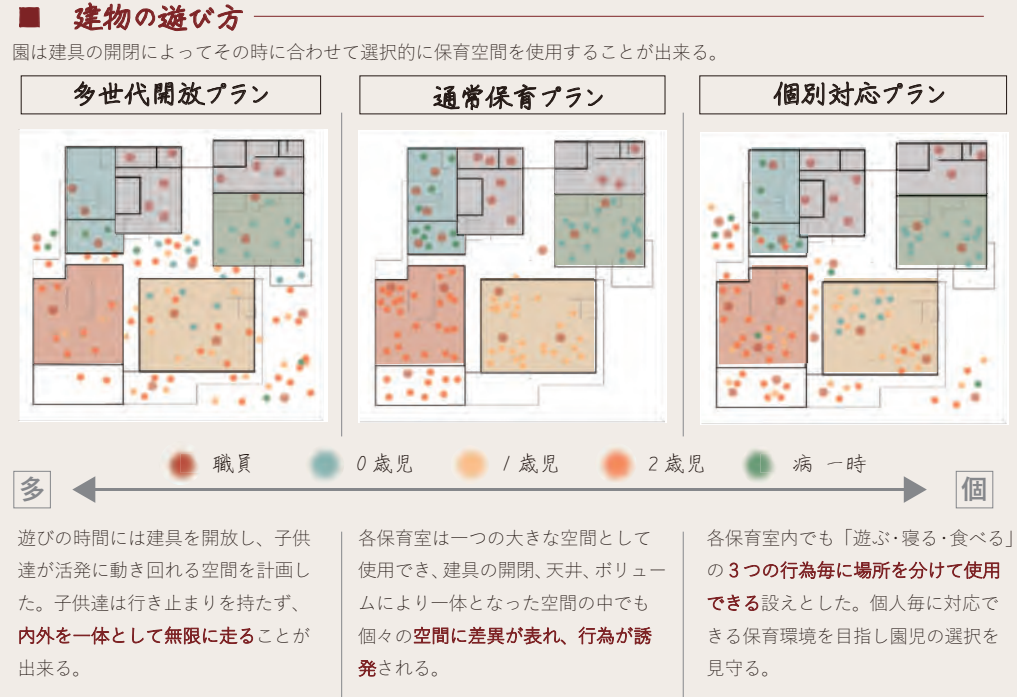 ■ 建物の遊び方
園は建具の開閉によってその時に合わせて選択的に保育空間を使用することが出来る。
多世代開放プラン
通常保育プラン
個別対応プラン
職員
0歳児
1歳児
2歳児
病 一時
多
個
遊びの時間には建具を開放し、子供
達が活発に動き回れる空間を計画し
た。子供達は行き止まりを持たず、
内外を一体として無限に走ることが
出来る。
各保育室は一つの大きな空間として
使用でき、建具の開閉、天井、ボリュー
ムにより一体となった空間の中でも
個々の空間に差異が表れ、行為が誘
発される。
各保育室内でも「遊ぶ・寝る・食べる」
の3つの行為毎に場所を分けて使用
できる設えとした。個人毎に対応で
きる保育環境を目指し園児の選択を
見守る。